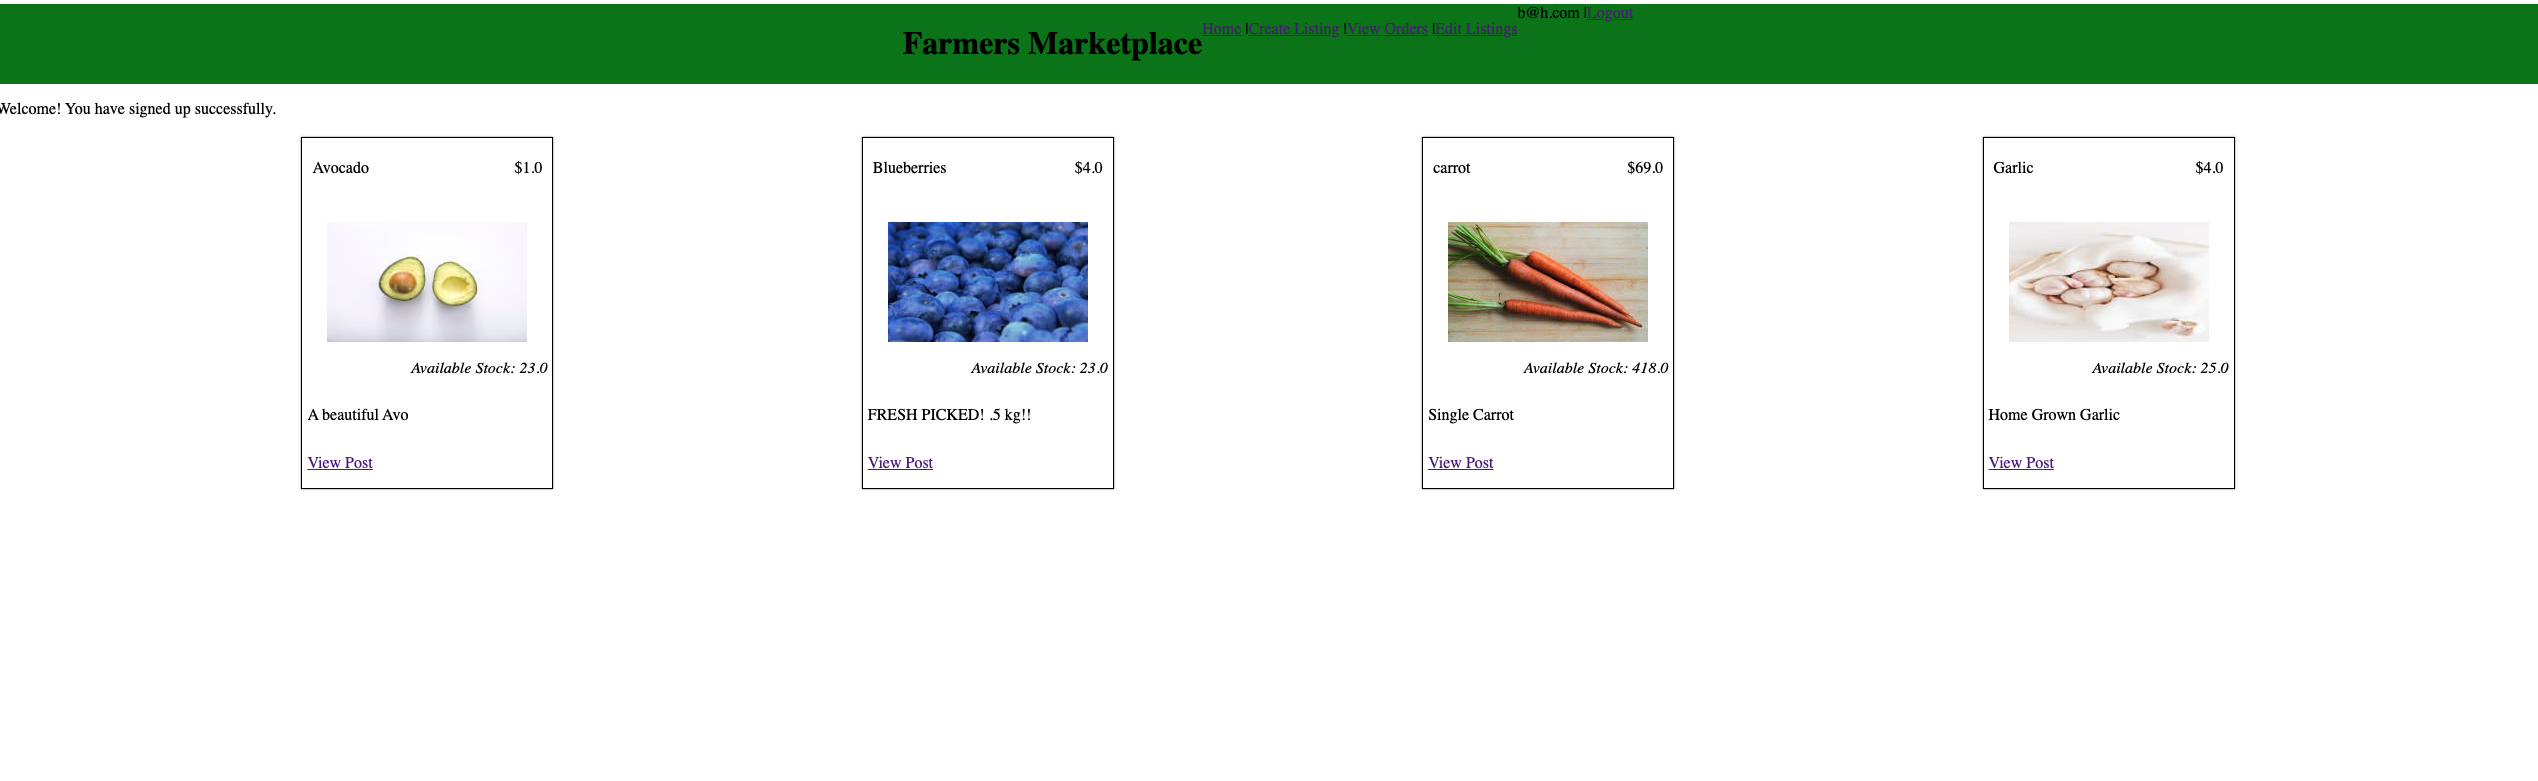 b@h.com |Logout
Home |Create Listing |View Orders |Edit Listings
Farmers Marketplace
Welcome! You have signed up successfully.
Avocado $1.0
Available Stock: 23.0
A beautiful Avo
View Post
Blueberries $4.0
Available Stock: 23.0
FRESH PICKED! .5 kg!!
View Post
carrot $69.0
Available Stock: 418.0
Single Carrot
View Post
Garlic $4.0
Available Stock: 25.0
Home Grown Garlic
View Post